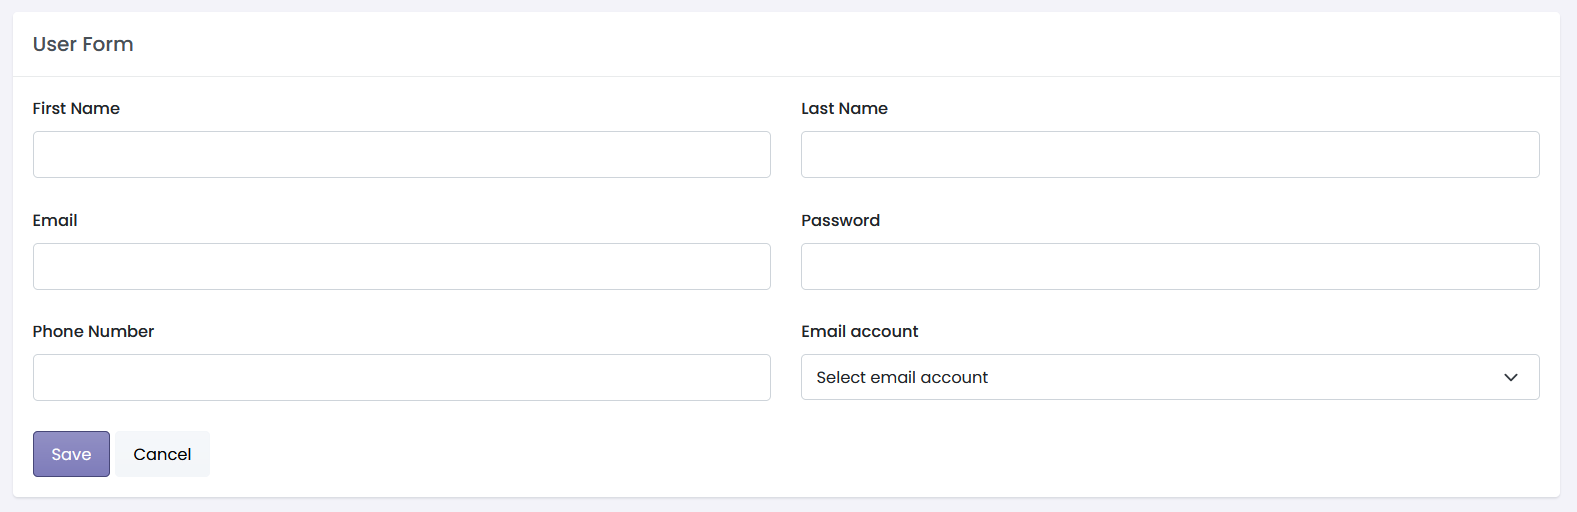 User Form
First Name
Last Name
Email
Password
Phone Number
Email account
Select email account
Save
Cancel